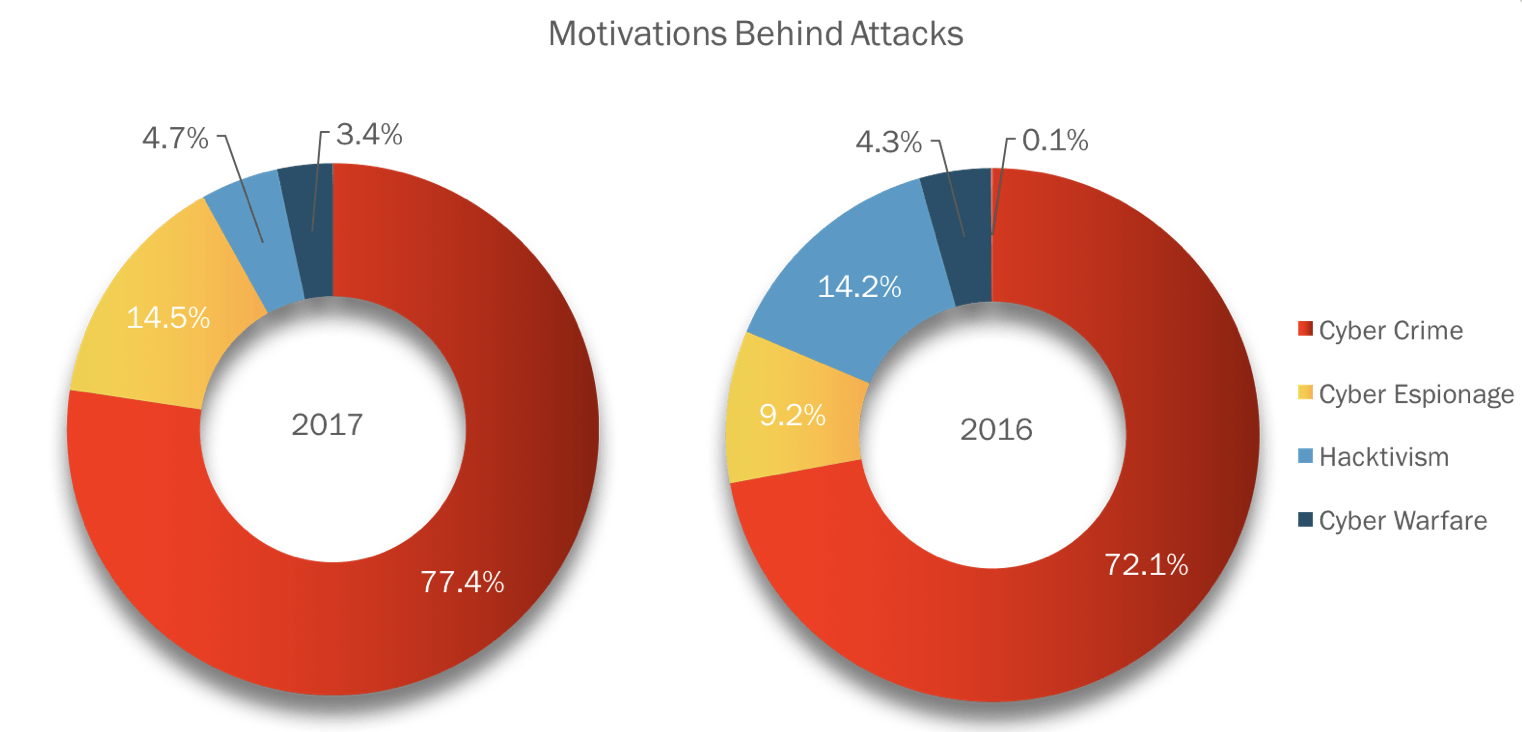 Motivations Behind Attacks
4.7%
3.4%
14.5%
2017
77.4%
4.3%
0.1%
14.2%
9.2%
2016
72.1%
Cyber Crime
Cyber Espionage
Hacktivism
Cyber Warfare